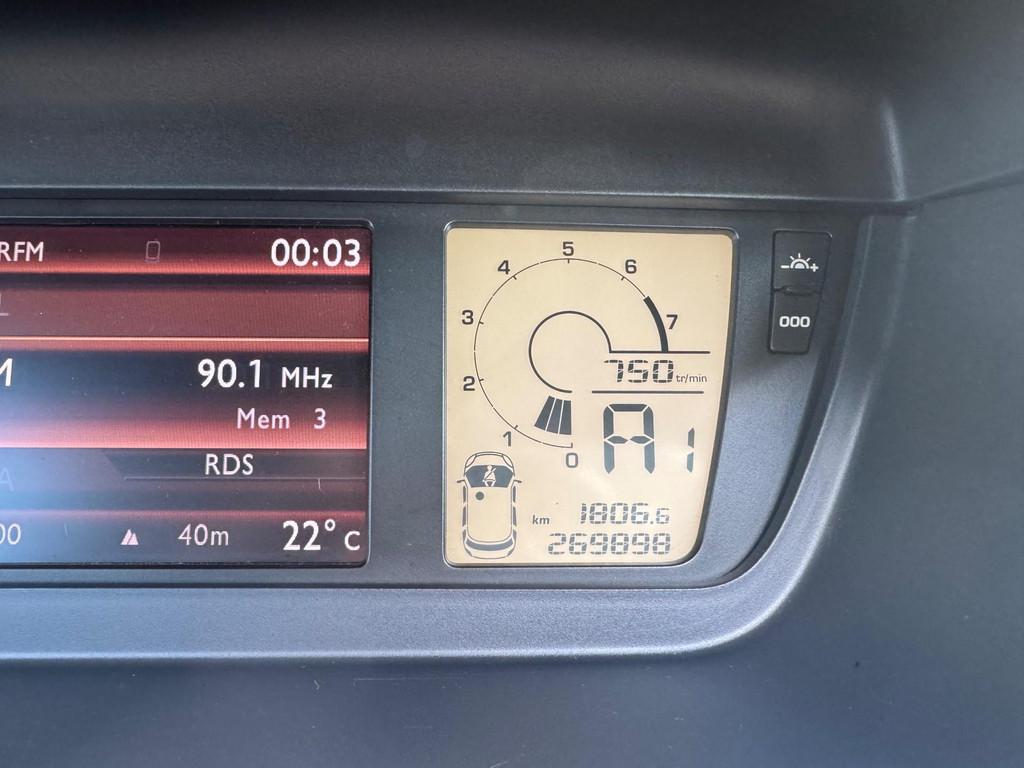 RFM 00:03
90.1 MHz
Mem 3
RDS
40m 22° C
5
4 6
3 7
2 750 tr/min
1 A 1
0
km 1806.6
269898
- +
000